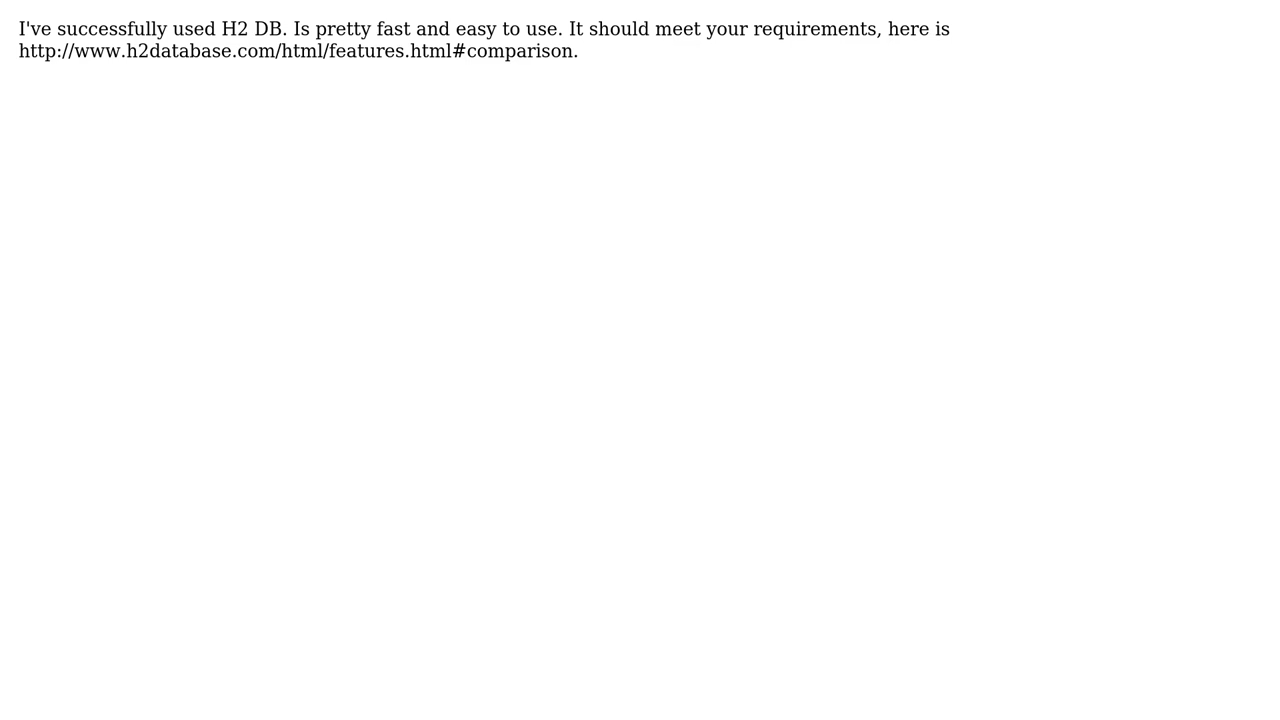 I've successfully used H2 DB. Is pretty fast and easy to use. It should meet your requirements, here is
http://www.h2database.com/html/features.html#comparison.